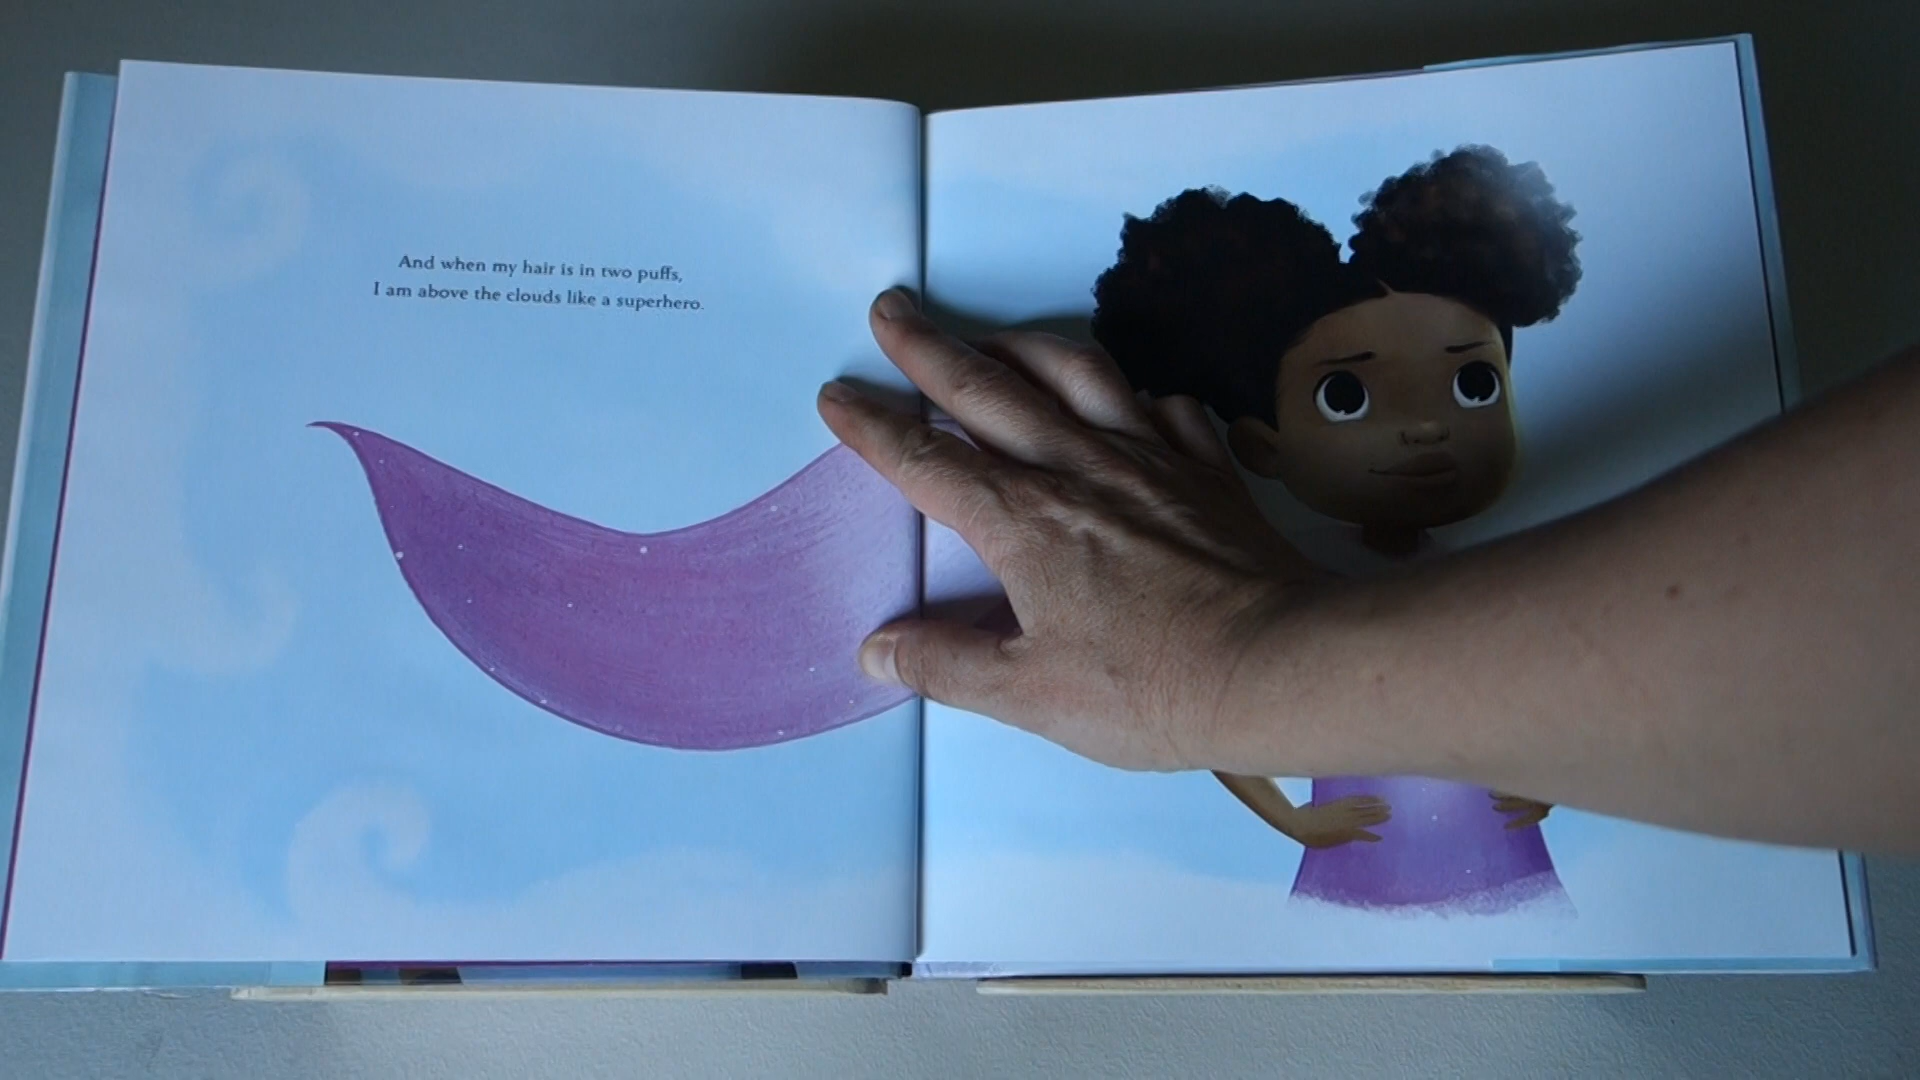 And when my hair is in two puffs,
I am above the clouds like a superhero.